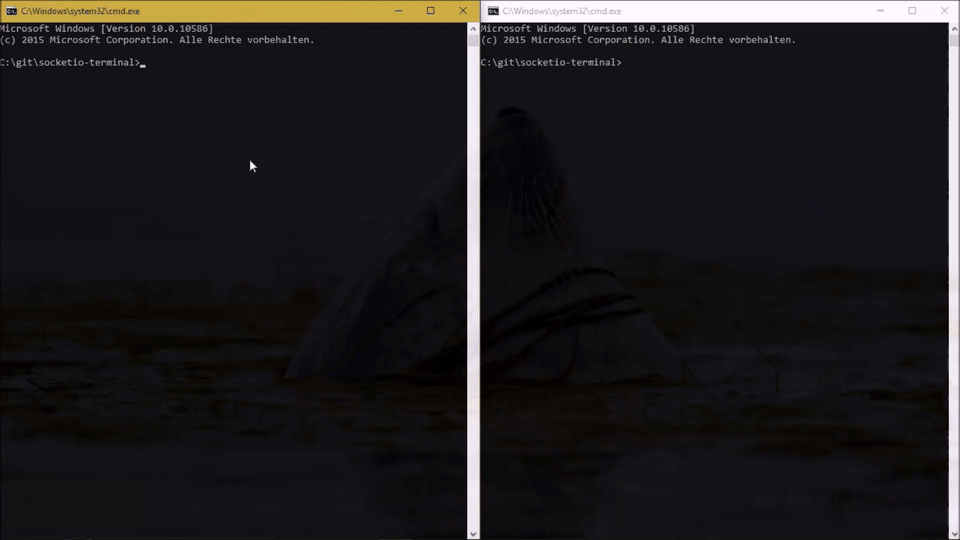 C:\Windows\system32\cmd.exe
Microsoft Windows [Version 10.0.10586]
(c) 2015 Microsoft Corporation. Alle Rechte vorbehalten.
C:\git\socketio-terminal>
C:\Windows\system32\cmd.exe
Microsoft Windows [Version 10.0.10586]
(c) 2015 Microsoft Corporation. Alle Rechte vorbehalten.
C:\git\socketio-terminal>